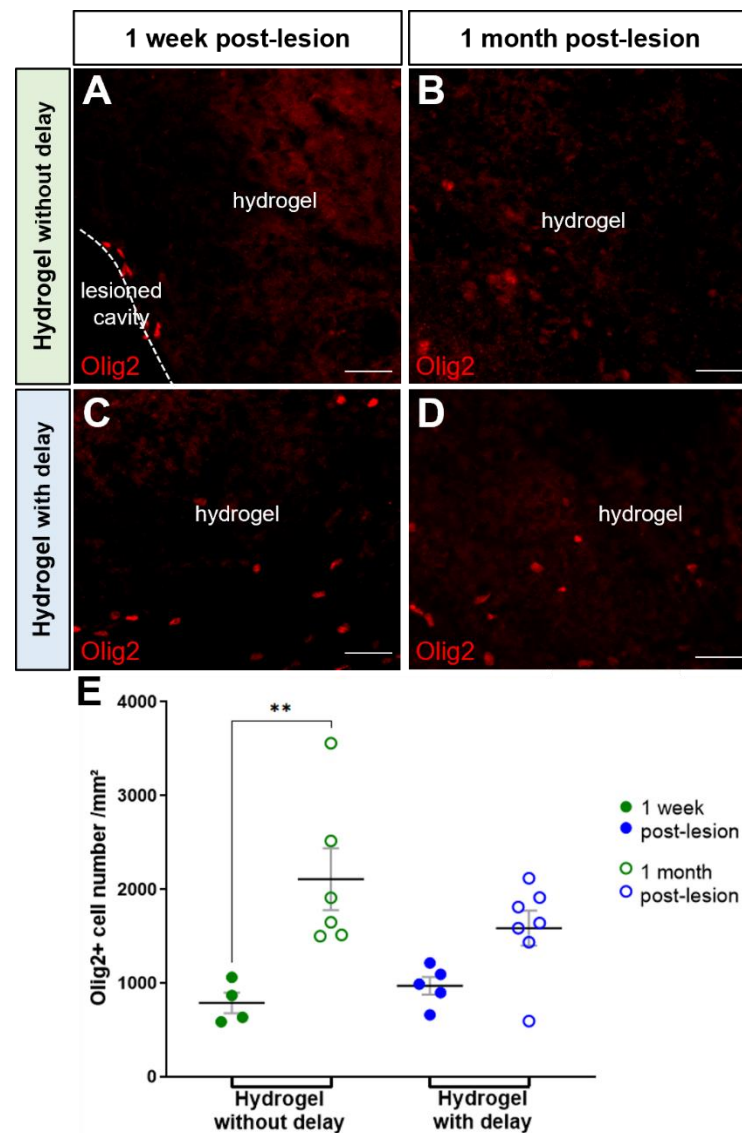 1 week post-lesion
1 month post-lesion
Hydrogel without delay
A
hydrogel
lesioned
cavity
Olig2
B
hydrogel
Olig2
Hydrogel with delay
C
hydrogel
Olig2
D
hydrogel
Olig2
E
Olig2+ cell number /mm²
4000
3000
2000
1000
0
**
Hydrogel
without delay
Hydrogel
with delay
1 week
post-lesion
1 month
post-lesion